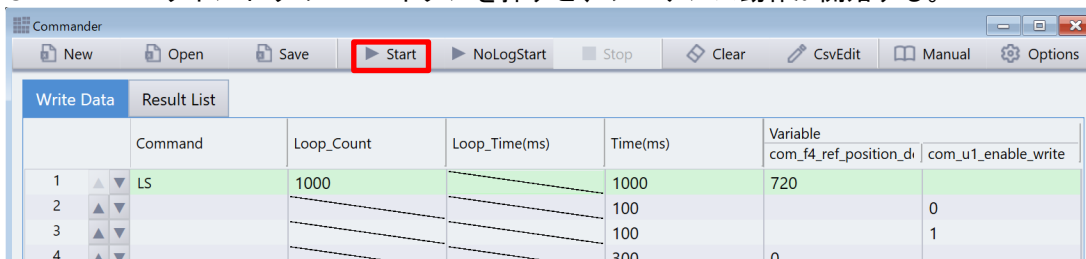 Commander
New Open Save Start NoLogStart Stop Clear CsvEdit Manual Options
Write Data Result List
Command Loop_Count Loop_Time(ms) Time(ms) Variable
com_f4_ref_position_de com_u1_enable_write
1 LS 1000 1000 720
2 100 0
3 100 1
4 300 0